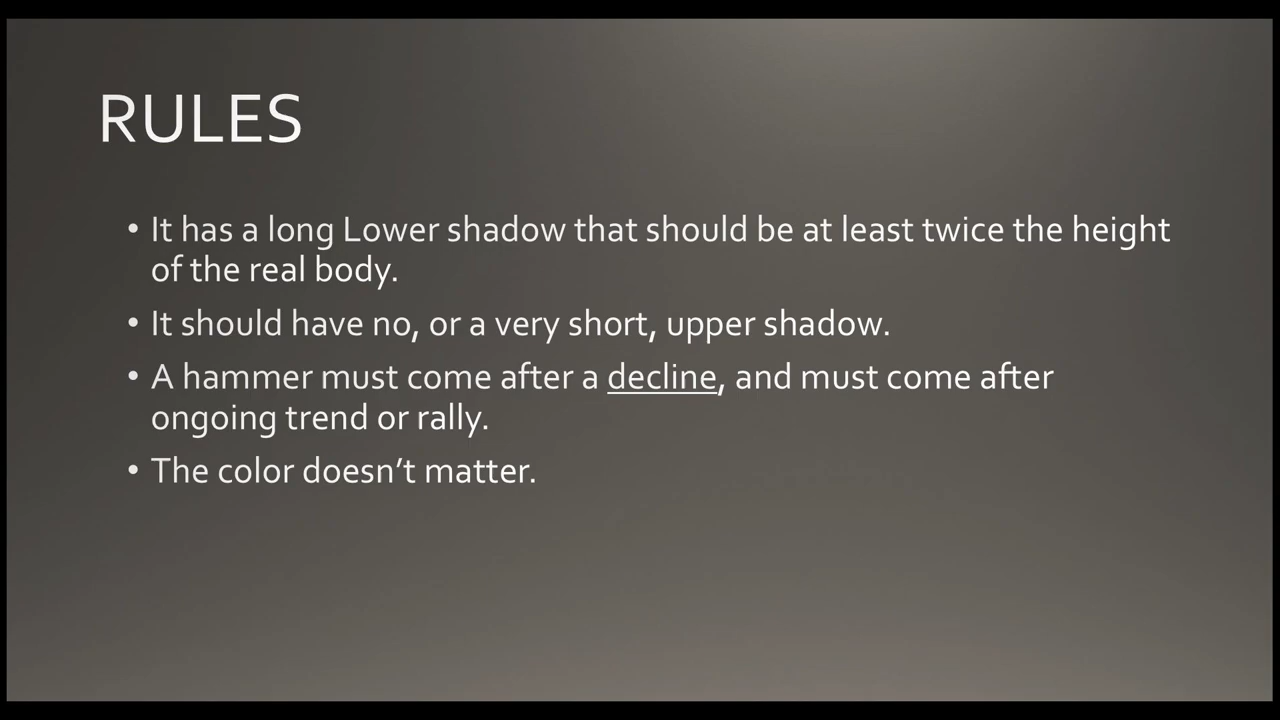 RULES
• It has a long Lower shadow that should be at least twice the height
of the real body.
• It should have no, or a very short, upper shadow.
• A hammer must come after a decline, and must come after
ongoing trend or rally.
• The color doesn’t matter.